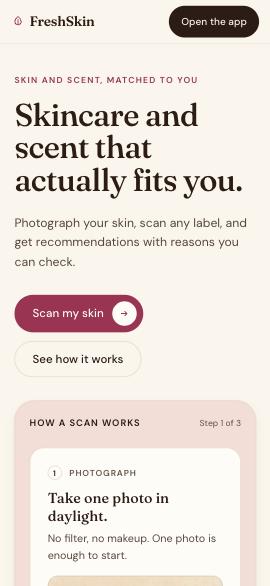 FreshSkin
Open the app
SKIN AND SCENT, MATCHED TO YOU
Skincare and
scent that
actually fits you.
Photograph your skin, scan any label, and
get recommendations with reasons you
can check.
Scan my skin →
See how it works
HOW A SCAN WORKS
Step 1 of 3
1 PHOTOGRAPH
Take one photo in
daylight.
No filter, no makeup. One photo is
enough to start.